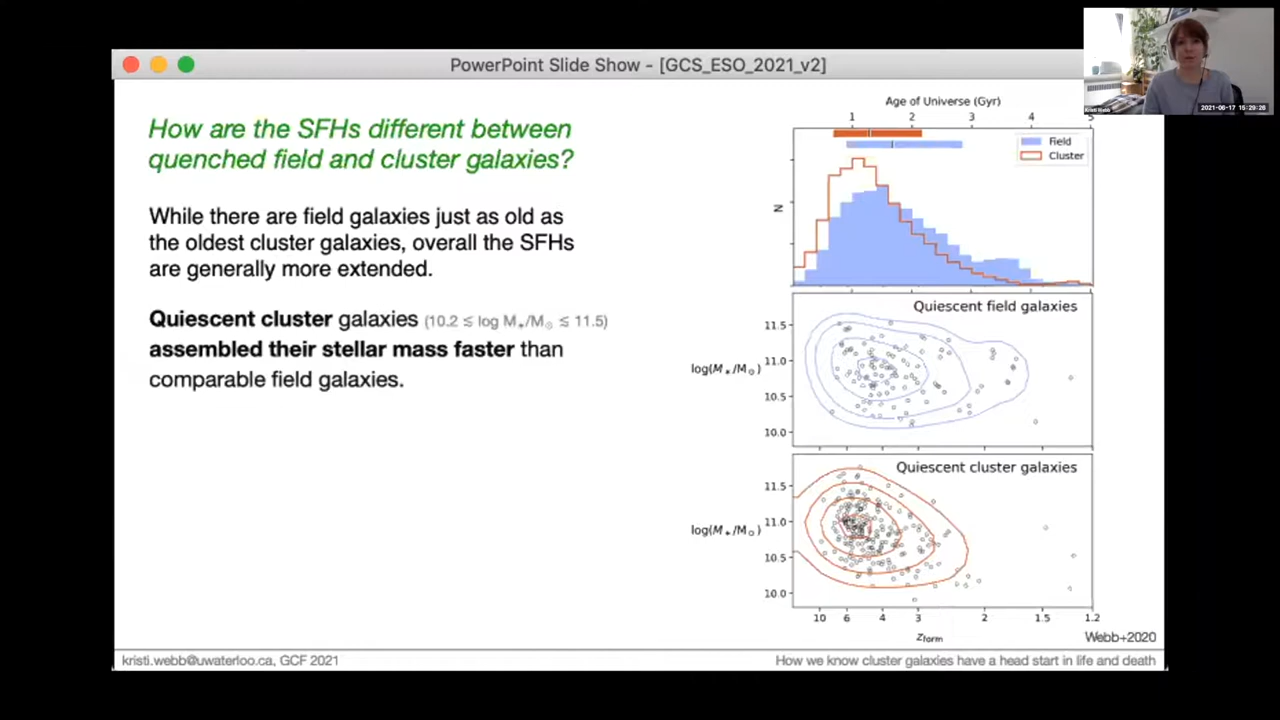 PowerPoint Slide Show - [GCS_ESO_2021_v2]
Kristi Webb
2021-06-17 15:29:26
How are the SFHs different between
quenched field and cluster galaxies?
While there are field galaxies just as old as
the oldest cluster galaxies, overall the SFHs
are generally more extended.
Quiescent cluster galaxies (10.2 ≤ log M⋆/M⊙ ≤ 11.5)
assembled their stellar mass faster than
comparable field galaxies.
Age of Universe (Gyr)
1 2 3 4 5
Field
Cluster
N
Quiescent field galaxies
11.5
11.0
log(M⋆/M⊙)
10.5
10.0
Quiescent cluster galaxies
11.5
11.0
log(M⋆/M⊙)
10.5
10.0
10 6 4 3 2 1.5 1.2
zform
Webb+2020
kristi.webb@uwaterloo.ca, GCF 2021
How we know cluster galaxies have a head start in life and death